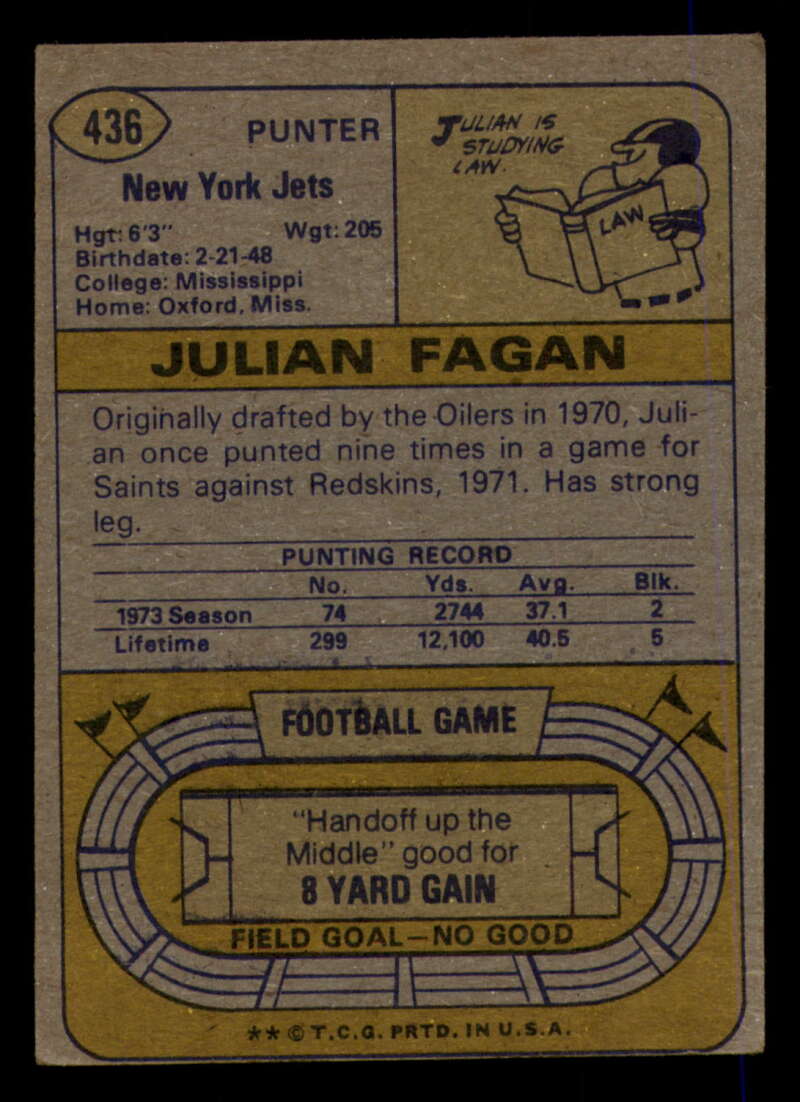 436
PUNTER
New York Jets
Hgt: 6'3" Wgt: 205
Birthdate: 2-21-48
College: Mississippi
Home: Oxford, Miss.
JULIAN IS
STUDYING
LAW.
LAW
JULIAN FAGAN
Originally drafted by the Oilers in 1970, Juli-
an once punted nine times in a game for
Saints against Redskins, 1971. Has strong
leg.
PUNTING RECORD
No. Yds. Avg. Blk.
1973 Season 74 2744 37.1 2
Lifetime 299 12,100 40.5 5
FOOTBALL GAME
"Handoff up the
Middle" good for
8 YARD GAIN
FIELD GOAL—NO GOOD
** © T.C.G. PRTD. IN U.S.A.